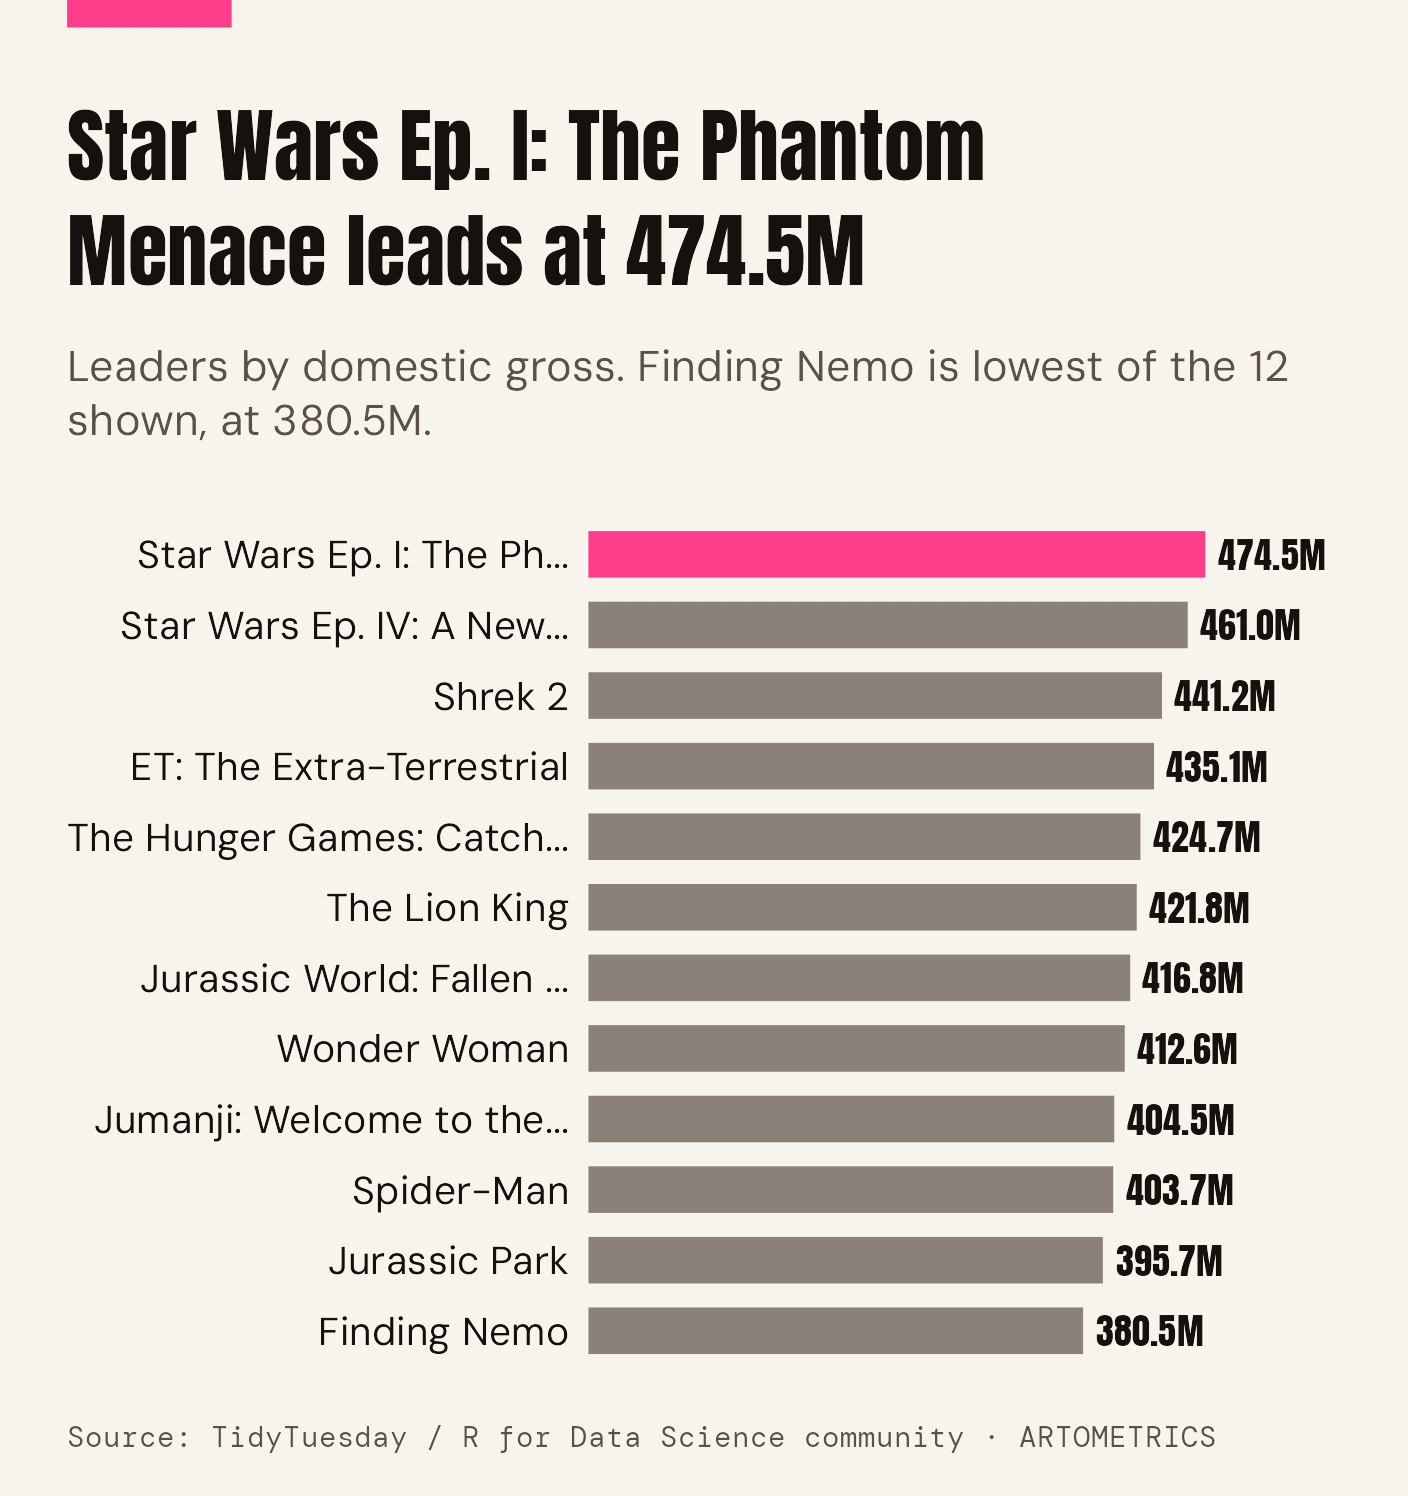 Star Wars Ep. I: The Phantom
Menace leads at 474.5M
Leaders by domestic gross. Finding Nemo is lowest of the 12
shown, at 380.5M.
Star Wars Ep. I: The Ph... 474.5M
Star Wars Ep. IV: A New... 461.0M
Shrek 2 441.2M
ET: The Extra-Terrestrial 435.1M
The Hunger Games: Catch... 424.7M
The Lion King 421.8M
Jurassic World: Fallen ... 416.8M
Wonder Woman 412.6M
Jumanji: Welcome to the... 404.5M
Spider-Man 403.7M
Jurassic Park 395.7M
Finding Nemo 380.5M
Source: TidyTuesday / R for Data Science community · ARTOMETRICS